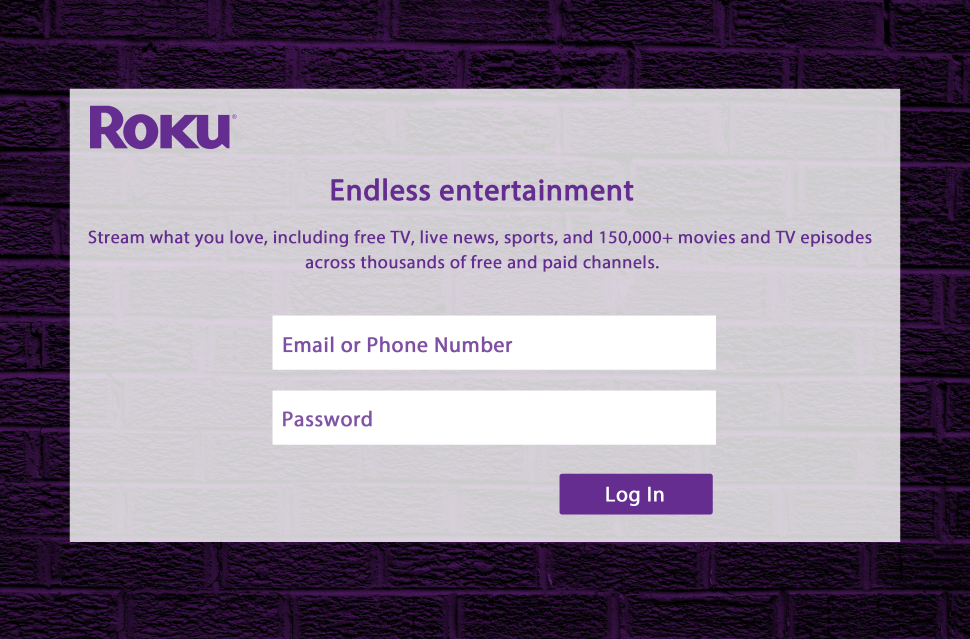 ROKU®
Endless entertainment
Stream what you love, including free TV, live news, sports, and 150,000+ movies and TV episodes
across thousands of free and paid channels.
Email or Phone Number
Password
Log In